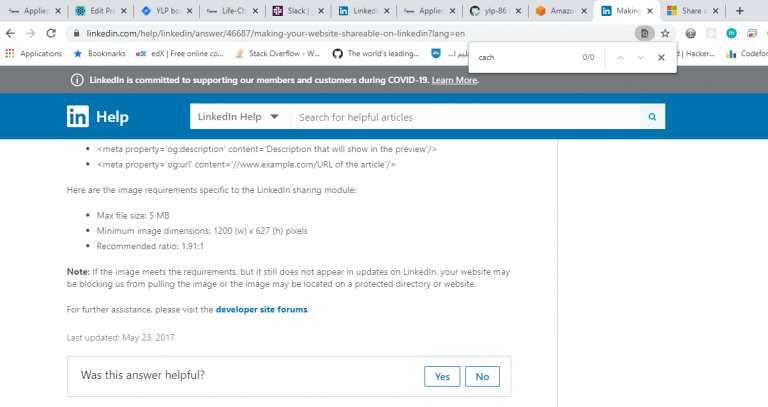 Applied
Edit Pro
YLP boa
Life-Ch
Slack |
LinkedI
Applied
ylp-86
Amazo
Making
Share o
linkedin.com/help/linkedin/answer/46687/making-your-website-shareable-on-linkedin?lang=en
Applications
Bookmarks
edX | Free online co...
Stack Overflow - W...
The world's leading...
d | Hacker...
Codefor
cach
0/0
LinkedIn is committed to supporting our members and customers during COVID-19. Learn More.
in Help
LinkedIn Help
Search for helpful articles
• <meta property='og:description' content='Description that will show in the preview'/>
• <meta property='og:url' content='//www.example.com/URL of the article'/>
Here are the image requirements specific to the LinkedIn sharing module:
• Max file size: 5 MB
• Minimum image dimensions: 1200 (w) x 627 (h) pixels
• Recommended ratio: 1.91:1
Note: If the image meets the requirements, but it still does not appear in updates on LinkedIn, your website may
be blocking us from pulling the image or the image may be located on a protected directory or website.
For further assistance, please visit the developer site forums.
Last updated: May 23, 2017
Was this answer helpful?
Yes
No